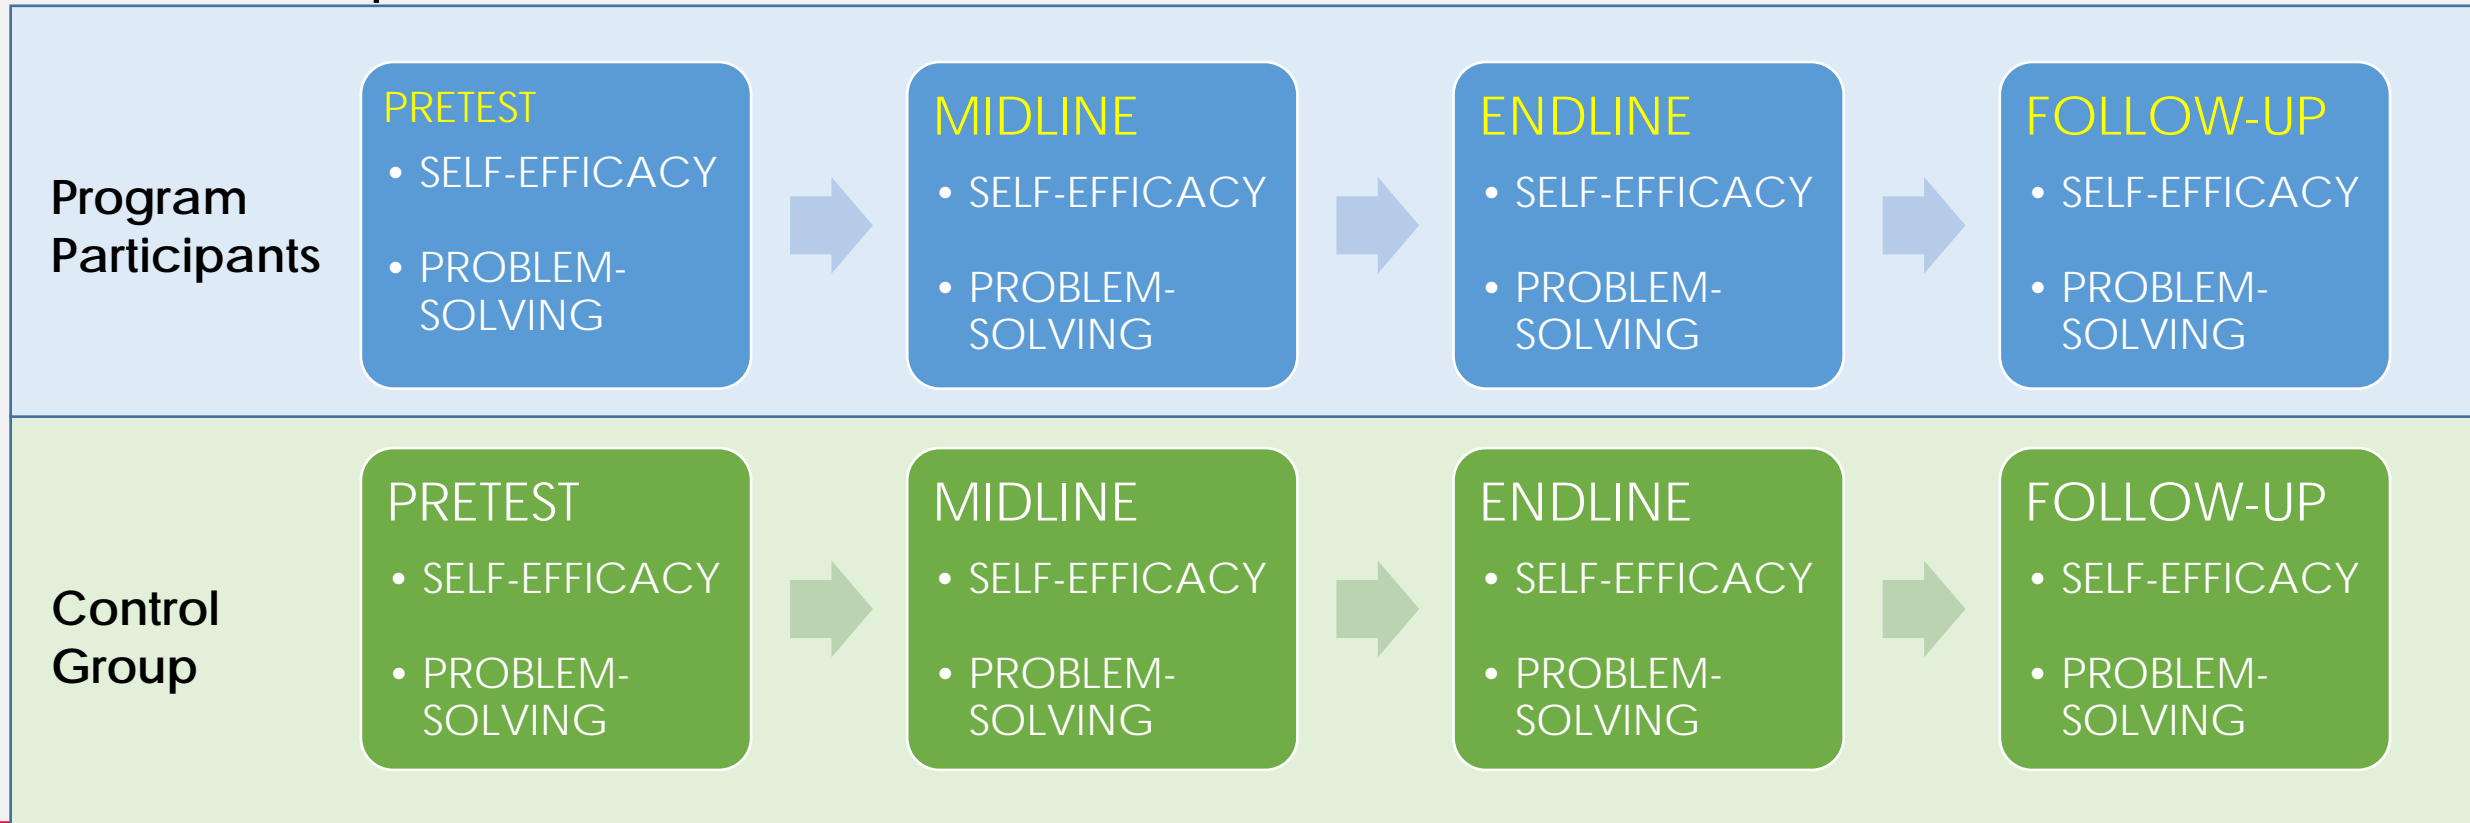 Program
Participants
PRETEST
• SELF-EFFICACY
• PROBLEM-
SOLVING
MIDLINE
• SELF-EFFICACY
• PROBLEM-
SOLVING
ENDLINE
• SELF-EFFICACY
• PROBLEM-
SOLVING
FOLLOW-UP
• SELF-EFFICACY
• PROBLEM-
SOLVING
Control
Group
PRETEST
• SELF-EFFICACY
• PROBLEM-
SOLVING
MIDLINE
• SELF-EFFICACY
• PROBLEM-
SOLVING
ENDLINE
• SELF-EFFICACY
• PROBLEM-
SOLVING
FOLLOW-UP
• SELF-EFFICACY
• PROBLEM-
SOLVING